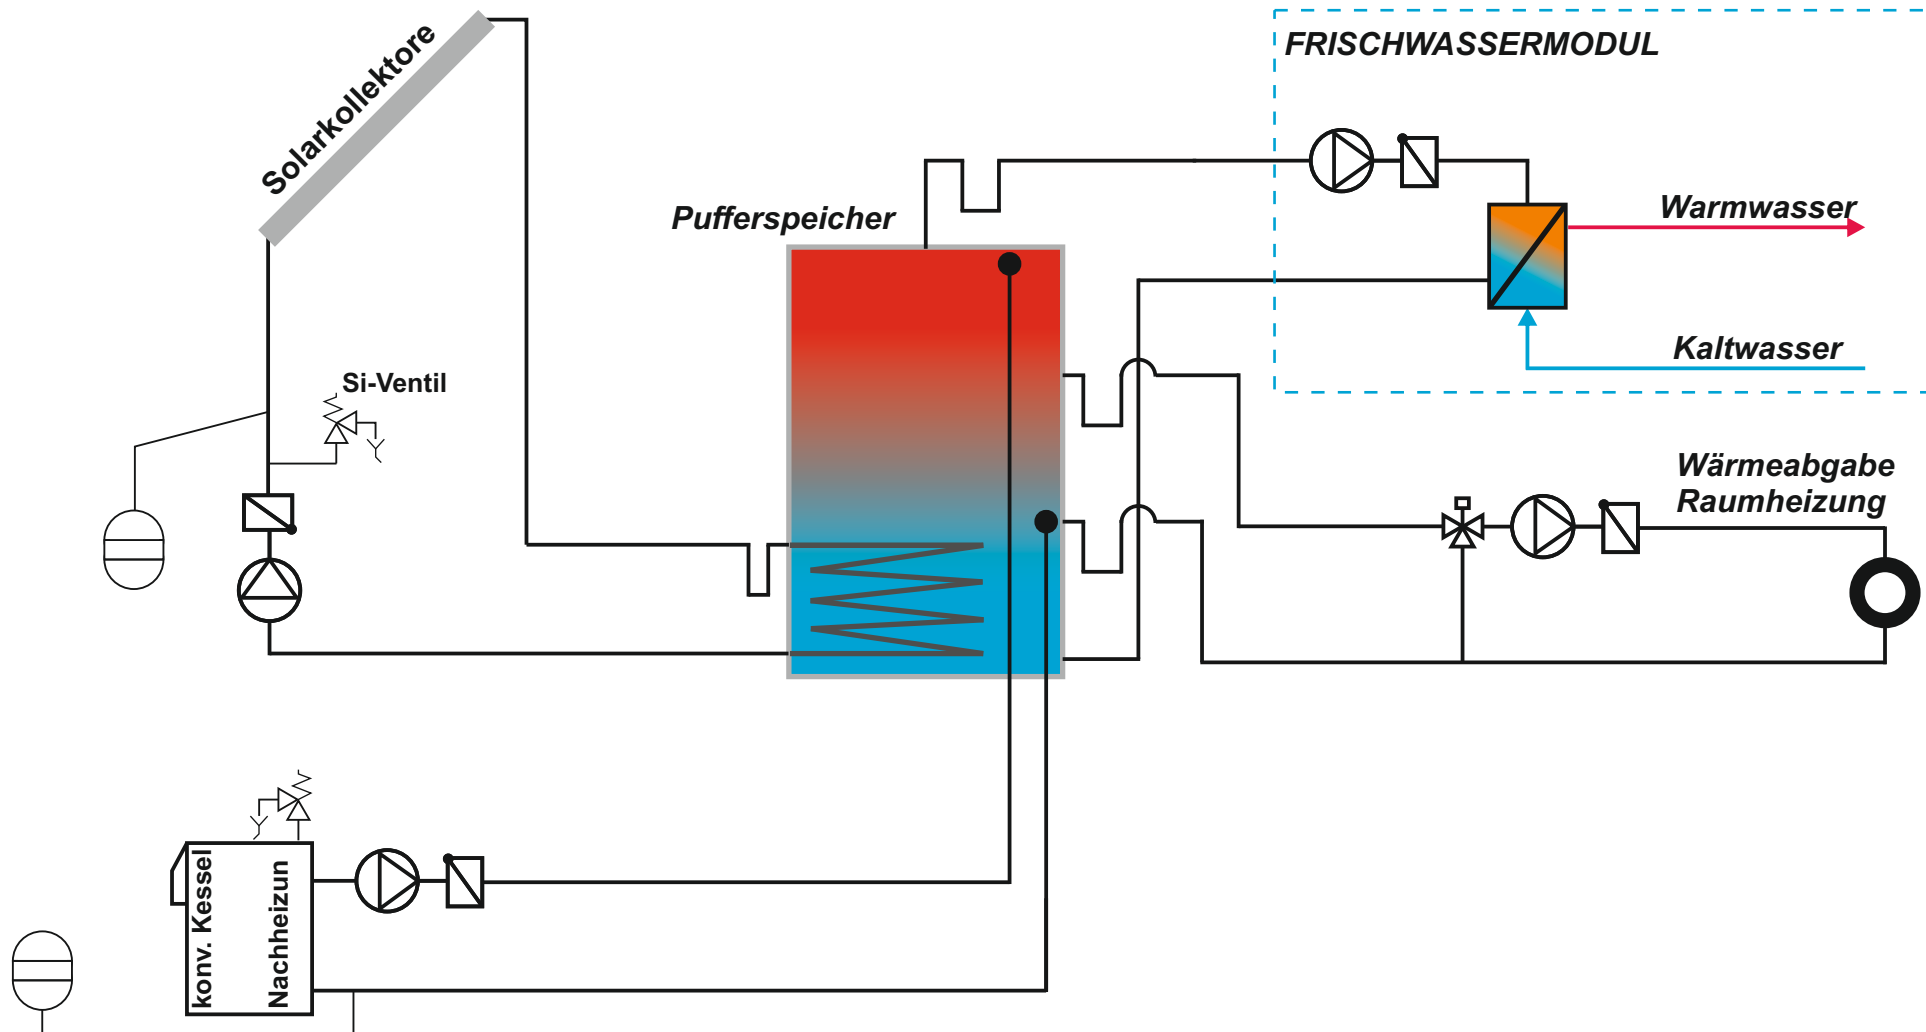 Solarkollektore
FRISCHWASSERMODUL
Pufferspeicher
Warmwasser
Kaltwasser
Si-Ventil
Wärmeabgabe
Raumheizung
konv. Kessel
Nachheizun